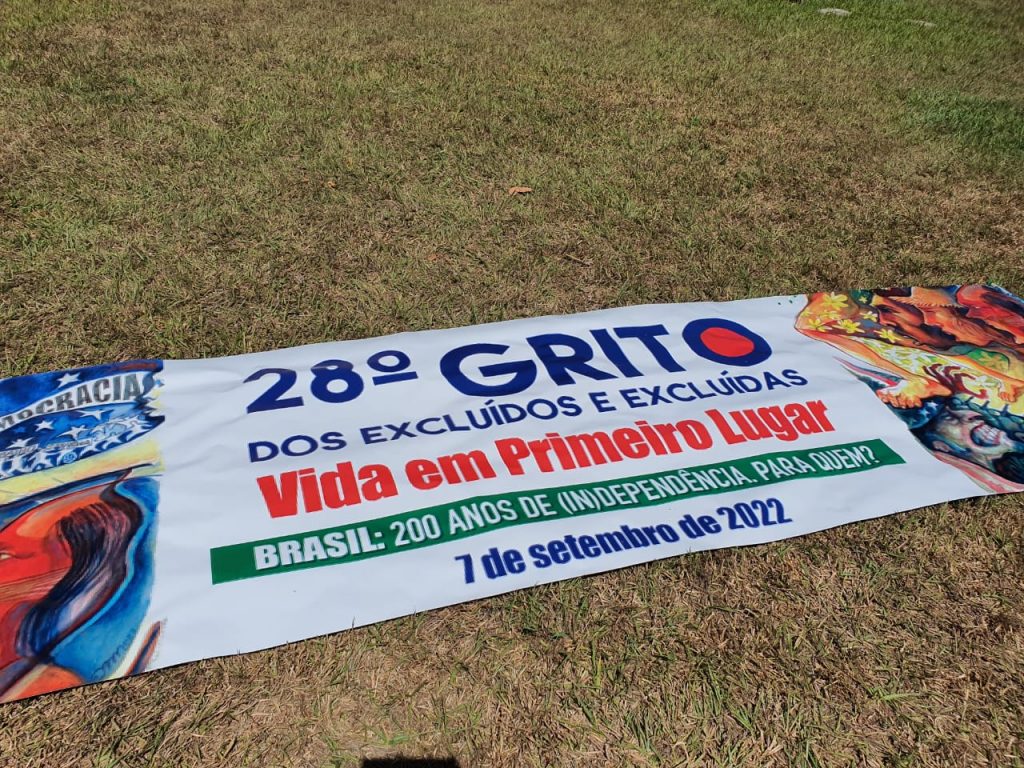 28º GRITO
DOS EXCLUÍDOS E EXCLUÍDAS
Vida em Primeiro Lugar
BRASIL: 200 ANOS DE (IN)DEPENDÊNCIA. PARA QUEM?
7 de setembro de 2022